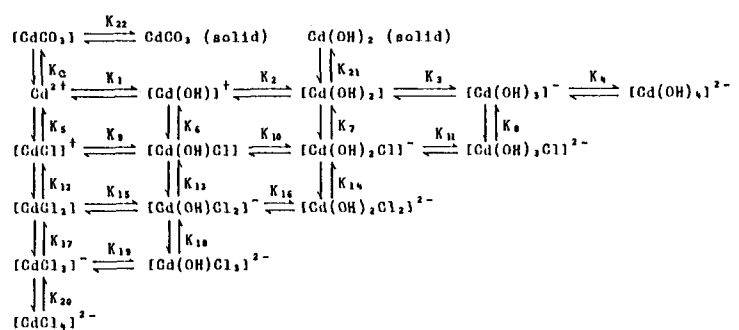 [CdCO₃] K₂₂ CdCO₃ (solid) Cd(OH)₂ (solid)
K_C K₂₁
Cd²⁺ K₁ [Cd(OH)]⁺ K₂ [Cd(OH)₂] K₃ [Cd(OH)₃]⁻ K₄ [Cd(OH)₄]²⁻
K₅ K₆ K₇ K₈
[CdCl]⁺ K₉ [Cd(OH)Cl] K₁₀ [Cd(OH)₂Cl]⁻ K₁₁ [Cd(OH)₃Cl]²⁻
K₁₂ K₁₃ K₁₄
[CdCl₂] K₁₅ [Cd(OH)Cl₂]⁻ K₁₆ [Cd(OH)₂Cl₂]²⁻
K₁₇ K₁₈
[CdCl₃]⁻ K₁₉ [Cd(OH)Cl₃]²⁻
K₂₀
[CdCl₄]²⁻